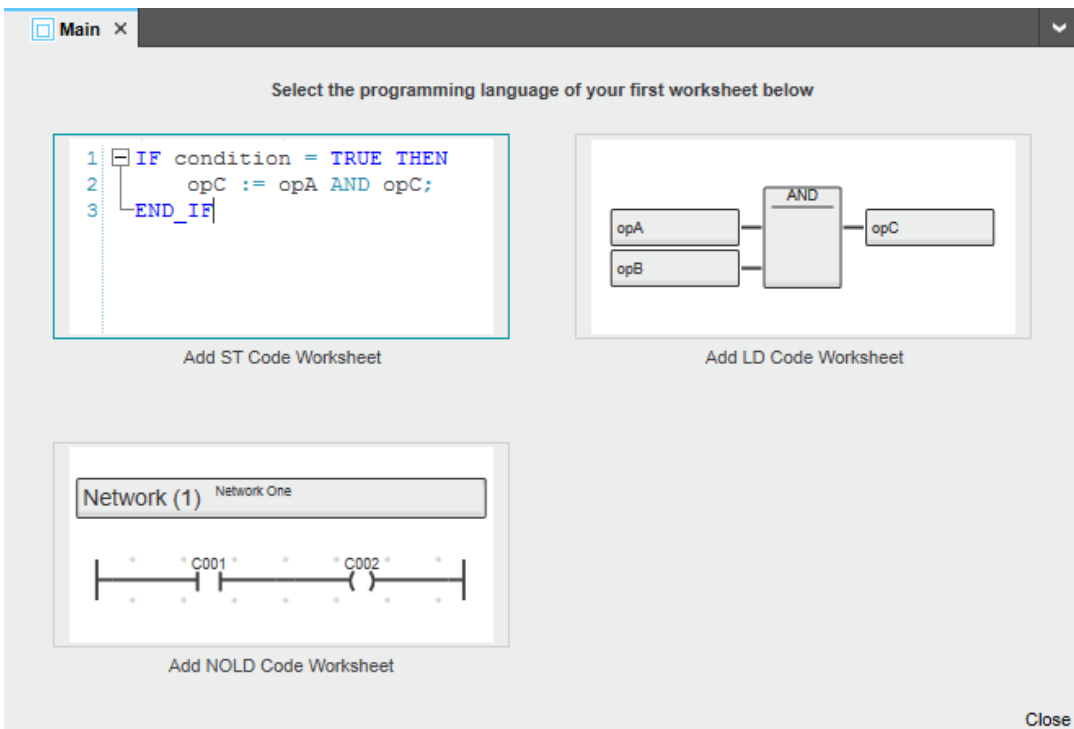 Main
Select the programming language of your first worksheet below
1 IF condition = TRUE THEN
2 opC := opA AND opC;
3 END_IF
Add ST Code Worksheet
AND
opA
opC
opB
Add LD Code Worksheet
Network (1) Network One
C001 C002
Add NOLD Code Worksheet
Close